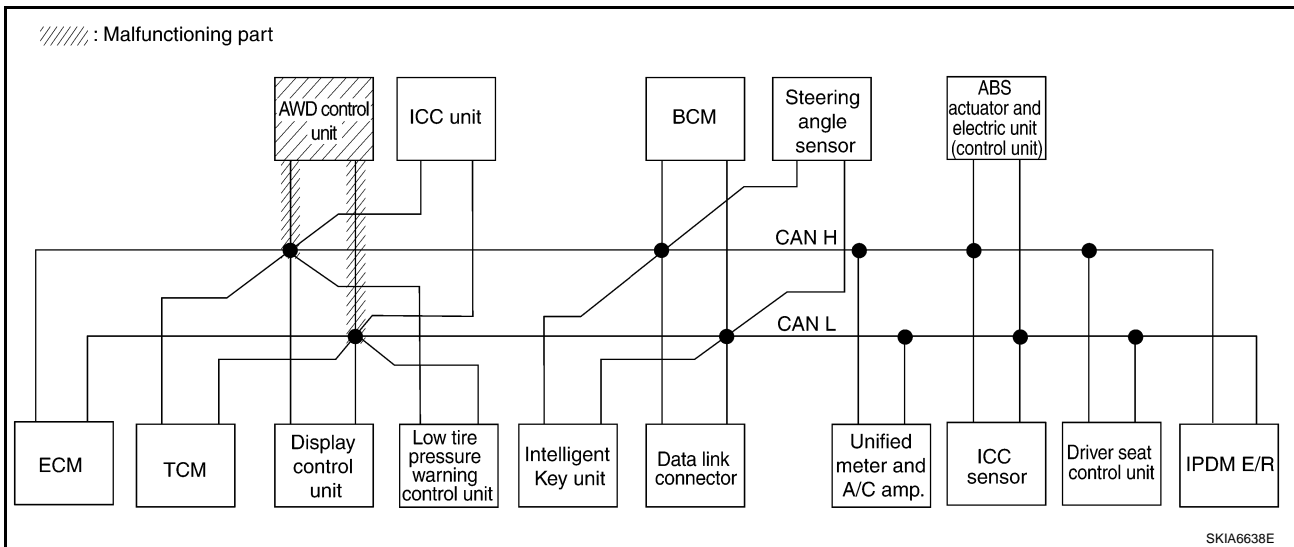 : Malfunctioning part
AWD control
unit
ICC unit
BCM
Steering
angle
sensor
ABS
actuator and
electric unit
(control unit)
CAN H
CAN L
ECM
TCM
Display
control
unit
Low tire
pressure
warning
control unit
Intelligent
Key unit
Data link
connector
Unified
meter and
A/C amp.
ICC
sensor
Driver seat
control unit
IPDM E/R
SKIA6638E